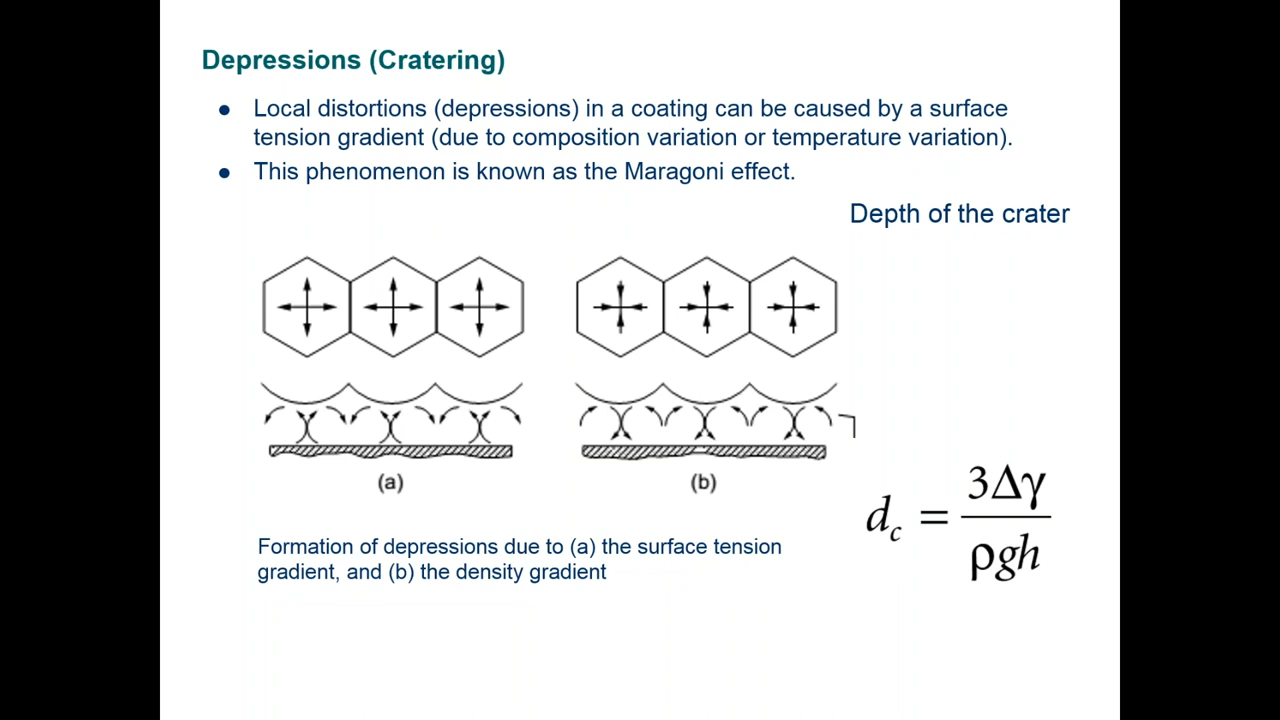 Depressions (Cratering)
● Local distortions (depressions) in a coating can be caused by a surface
tension gradient (due to composition variation or temperature variation).
● This phenomenon is known as the Maragoni effect.
Depth of the crater
(a)
(b)
d_c = 3Δγ / ρgh
Formation of depressions due to (a) the surface tension
gradient, and (b) the density gradient